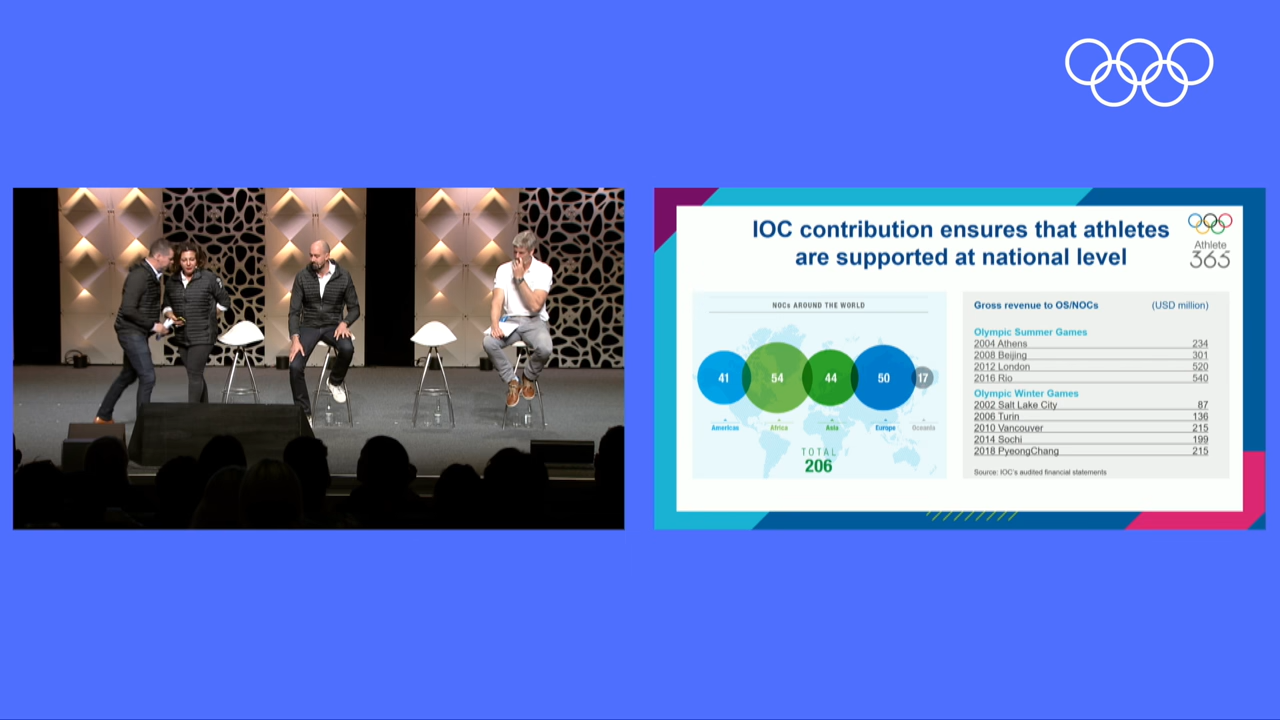 IOC contribution ensures that athletes
are supported at national level
Athlete
365
NOCs AROUND THE WORLD
41 54 44 50 17
Americas Africa Asia Europe Oceania
TOTAL
206
Gross revenue to OS/NOCs (USD million)
Olympic Summer Games
2004 Athens 234
2008 Beijing 301
2012 London 520
2016 Rio 540
Olympic Winter Games
2002 Salt Lake City 87
2006 Turin 136
2010 Vancouver 215
2014 Sochi 199
2018 PyeongChang 215
Source: IOC's audited financial statements